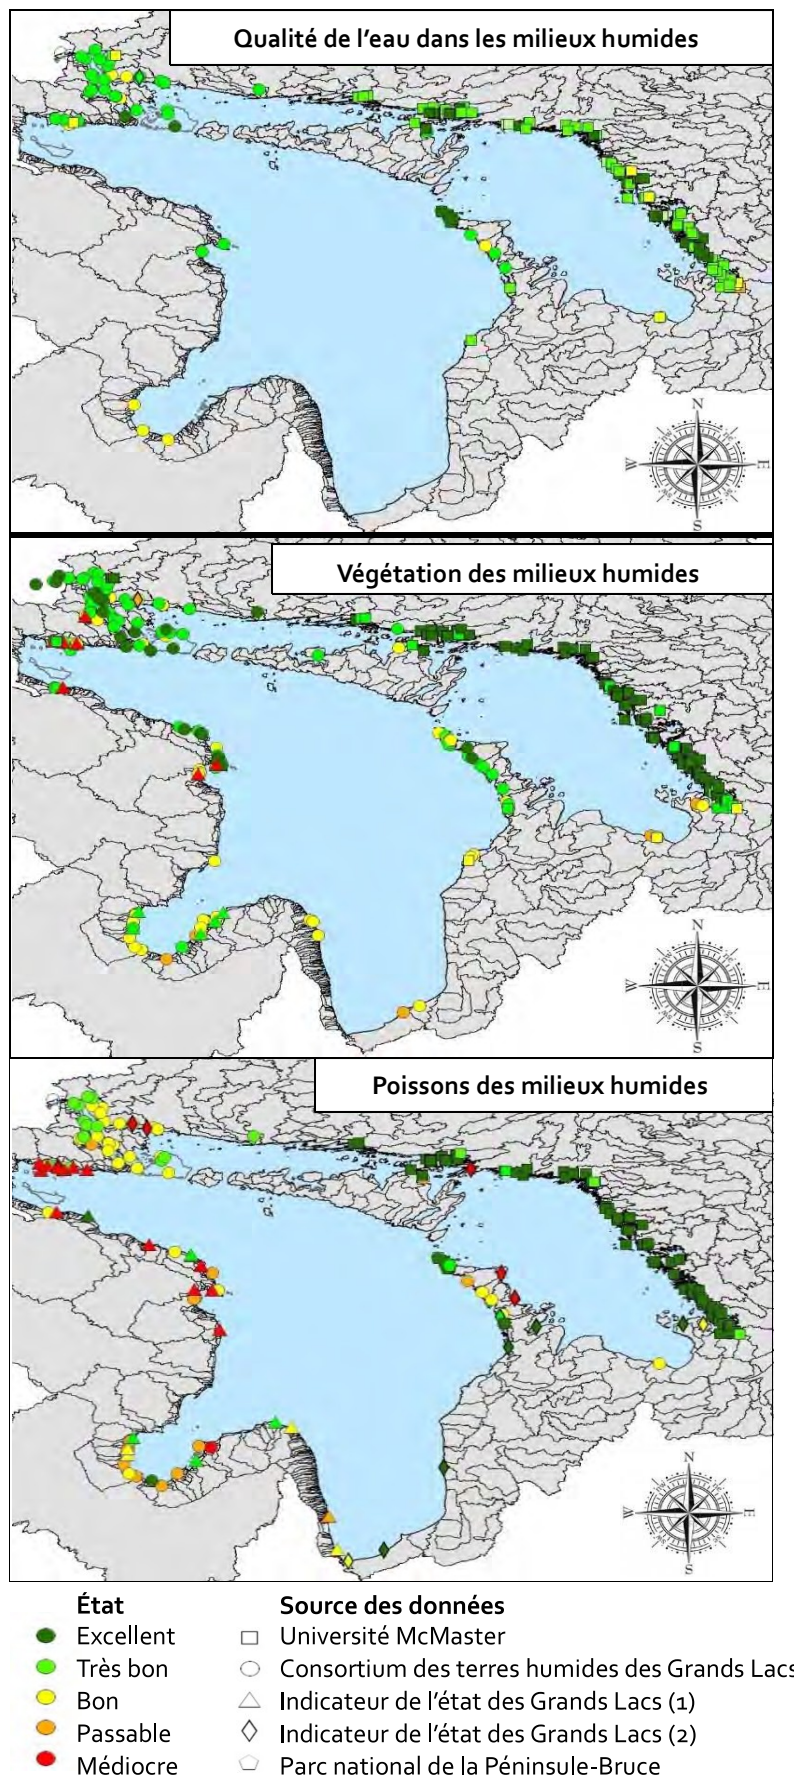 Qualité de l'eau dans les milieux humides
N
W E
S
Végétation des milieux humides
N
W E
S
Poissons des milieux humides
N
W E
S
État Source des données
Excellent Université McMaster
Très bon Consortium des terres humides des Grands Lacs
Bon Indicateur de l'état des Grands Lacs (1)
Passable Indicateur de l'état des Grands Lacs (2)
Médiocre Parc national de la Péninsule-Bruce